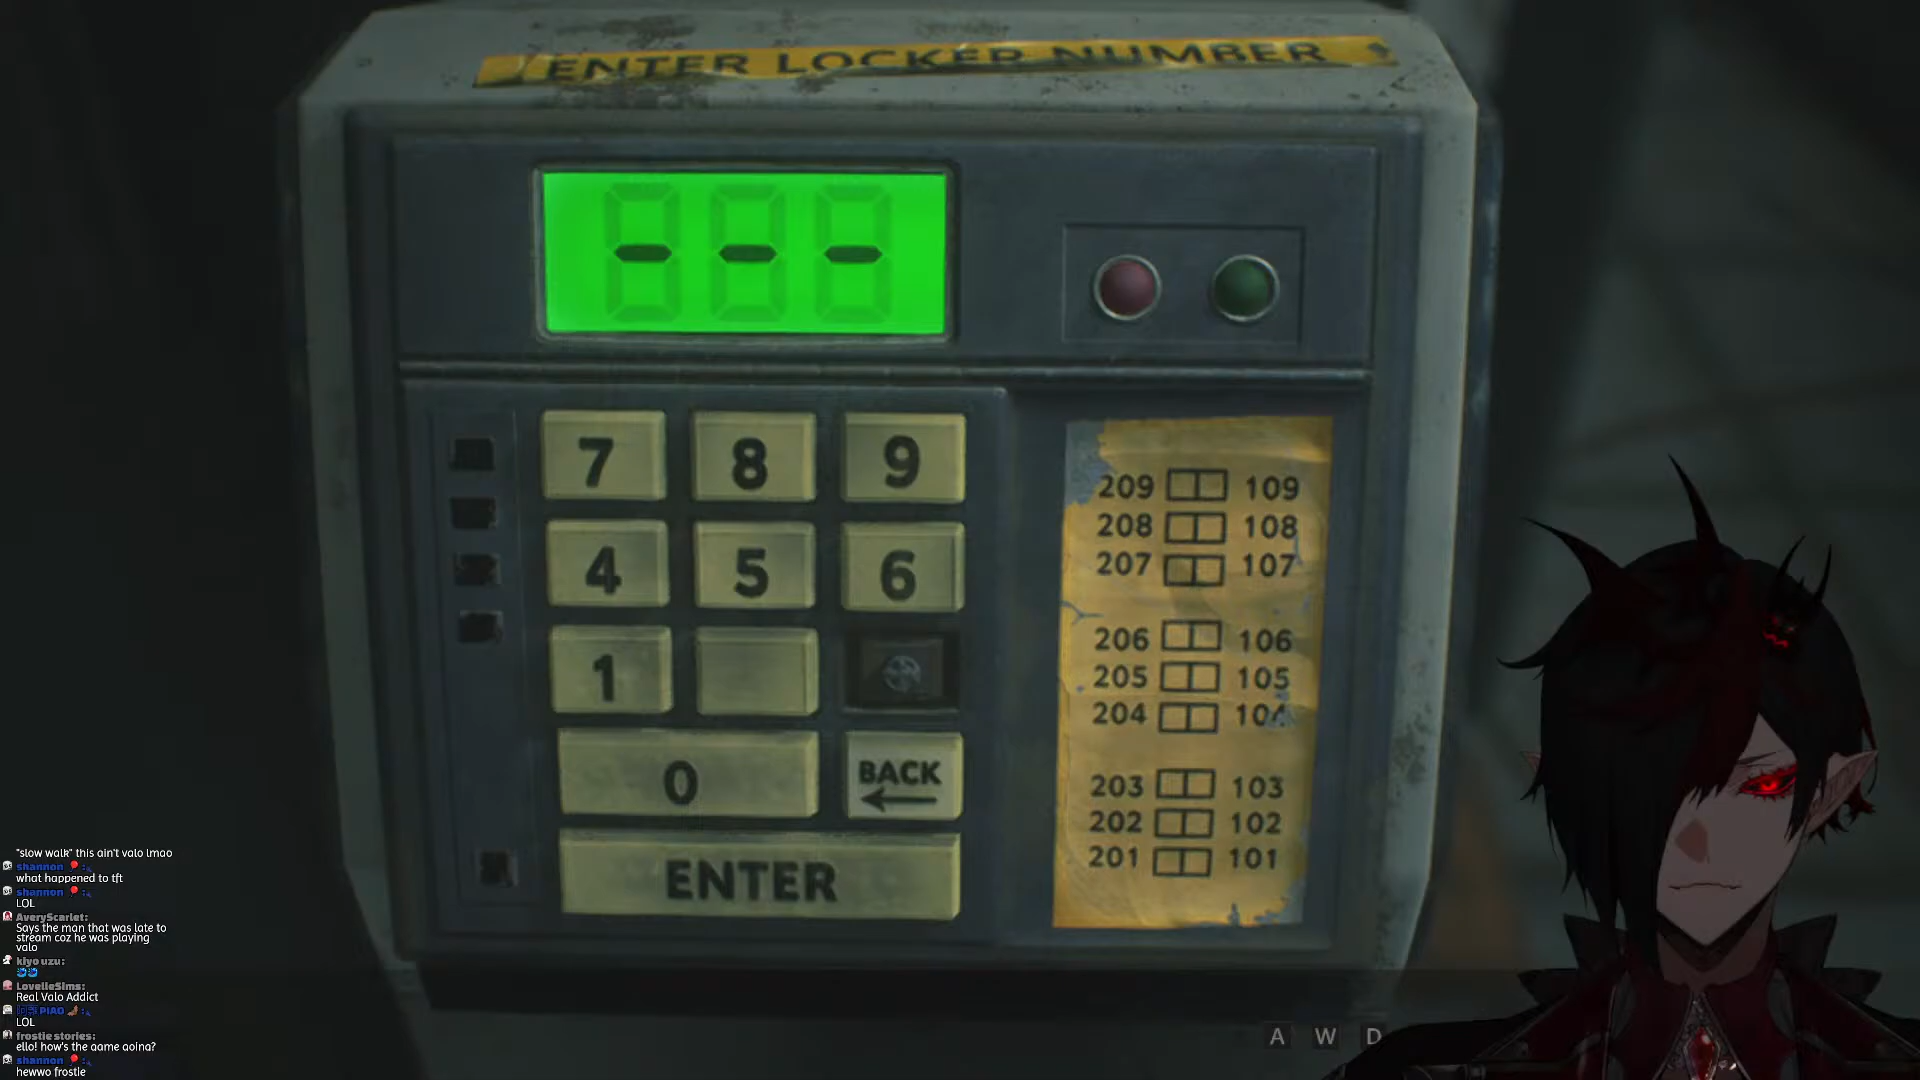 ENTER LOCKER NUMBER
7 8 9
4 5 6
1
0 BACK
ENTER
209 109
208 108
207 107
206 106
205 105
204 104
203 103
202 102
201 101
A W D
"slow walk" this ain't valo lmao
shannon
what happened to tft
shannon
LOL
AveryScarlet:
Says the man that was late to
stream coz he was playing
valo
kiyo uzu:
LovelleSims:
Real Valo Addict
PIAO
LOL
frostie stories:
ello! how's the game going?
shannon
hewwo frostie